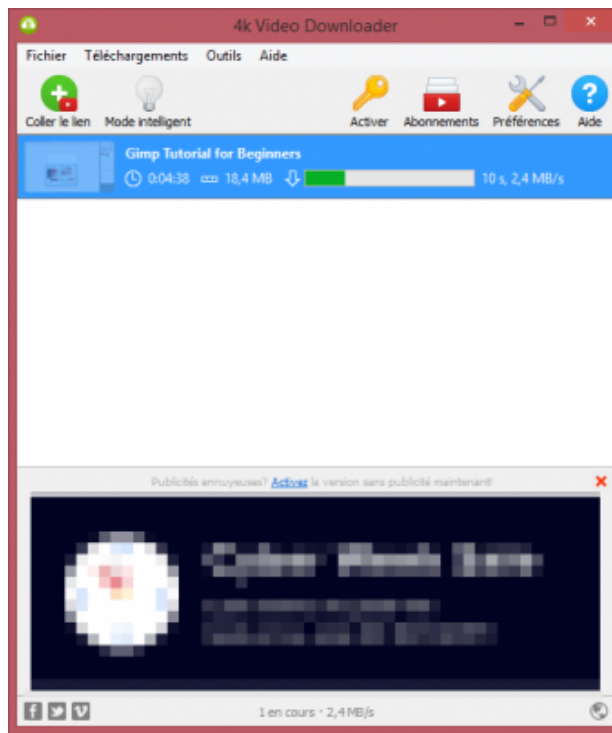 4k Video Downloader
Fichier Téléchargements Outils Aide
Coller le lien Mode intelligent Activer Abonnements Préférences Aide
Gimp Tutorial for Beginners
0:04:38 18,4 MB 10 s, 2,4 MB/s
Publicités ennuyeuses? Activez la version sans publicité maintenant!
1 en cours · 2,4 MB/s